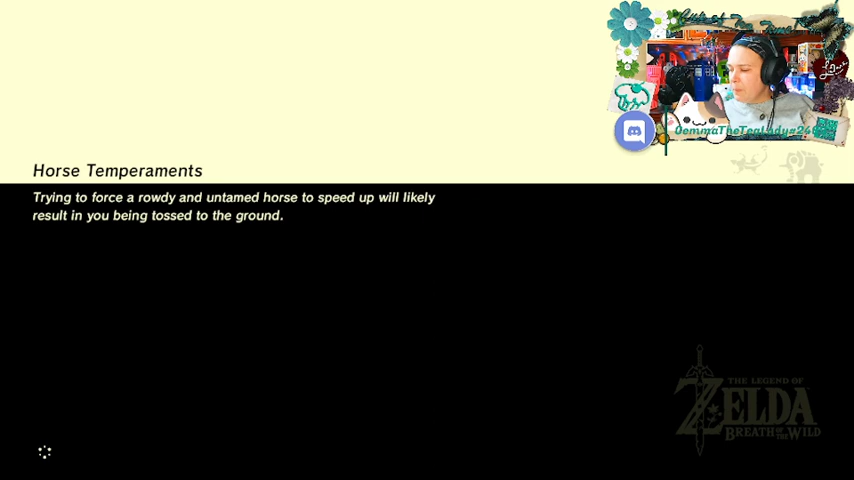 Horse Temperaments
Trying to force a rowdy and untamed horse to speed up will likely
result in you being tossed to the ground.
THE LEGEND OF
ZELDA
BREATH OF THE WILD